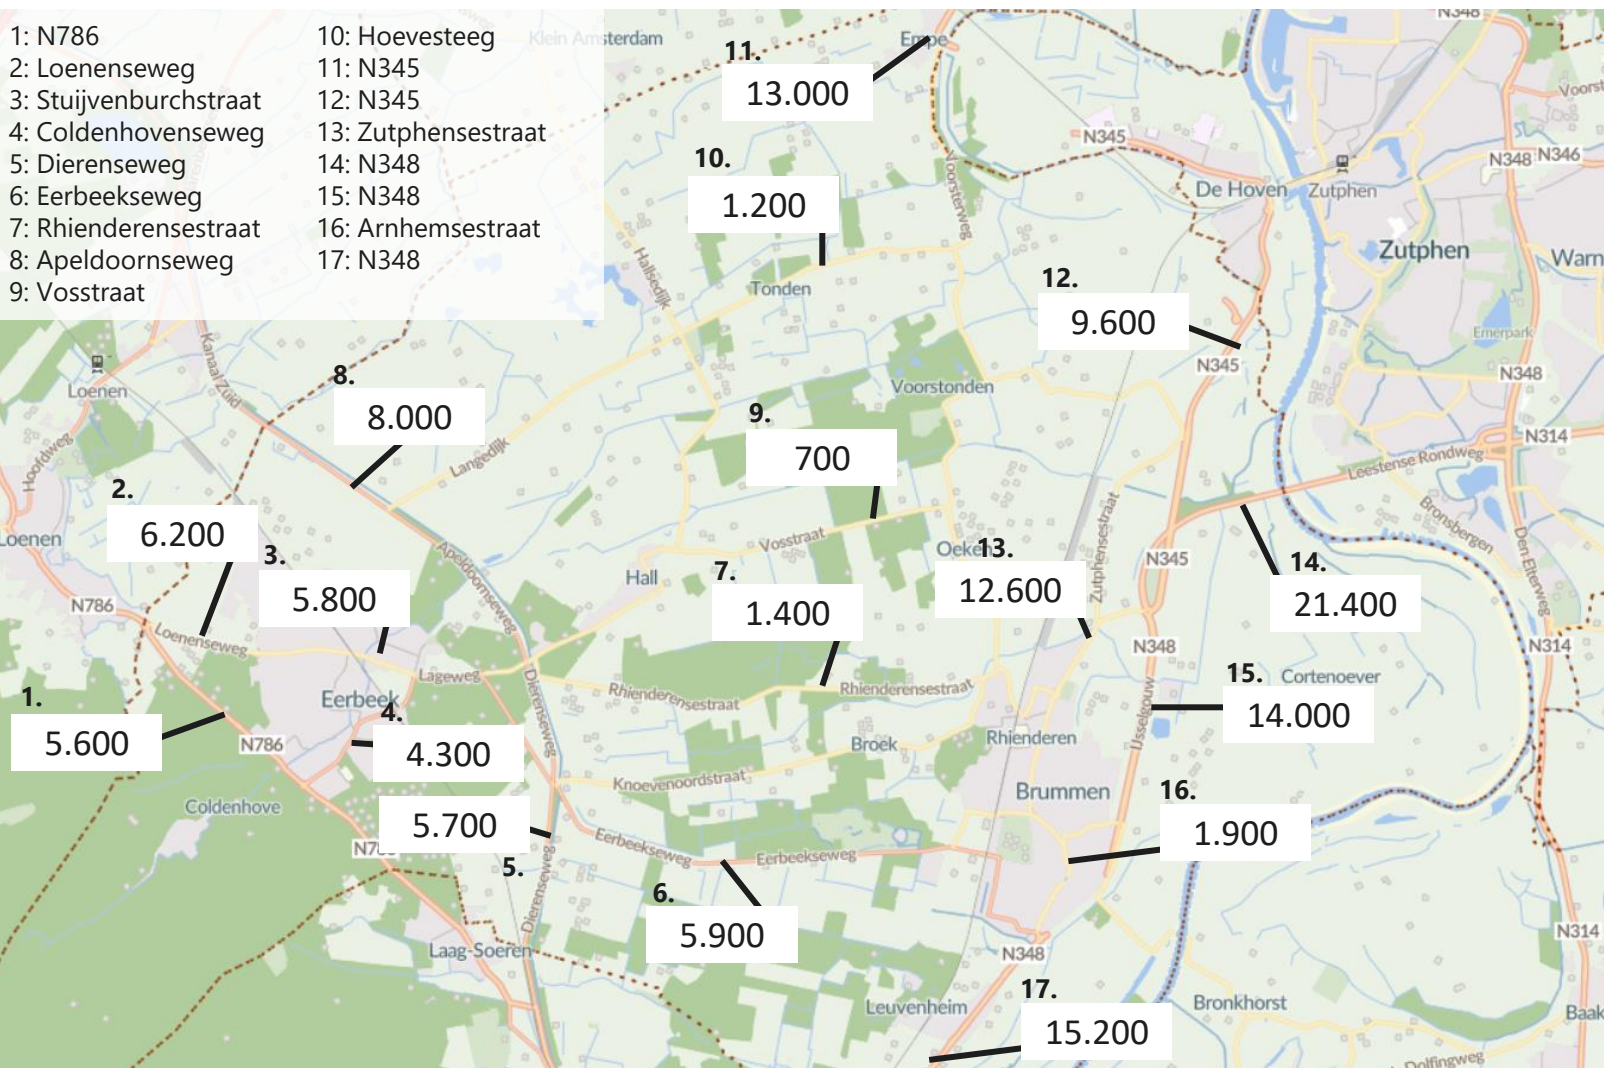 1: N786
2: Loenenseweg
3: Stuijvenburchstraat
4: Coldenhovenseweg
5: Dierenseweg
6: Eerbeekseweg
7: Rhienderensestraat
8: Apeldoornseweg
9: Vosstraat
10: Hoevesteeg
11: N345
12: N345
13: Zutphensestraat
14: N348
15: N348
16: Arnhemsestraat
17: N348
Klein Amsterdam
Empe
N348
11.
13.000
Voorst
N345
N348
N346
10.
1.200
Voorsterweg
De Hoven
Zutphen
Zutphen
Warn
Hallsedijk
Tonden
12.
9.600
Emerpark
Kanaal Zuid
Loenen
N345
N348
8.
8.000
Voorstonden
9.
700
Hoofdweg
Langedijk
N314
Leestense Rondweg
2.
6.200
Loenen
3.
5.800
Apeldoornseweg
Vosstraat
Oeken
13.
12.600
Zutphensestraat
N345
Bronsbergen
Den Elterweg
14.
21.400
Hall
7.
1.400
N786
Loenenseweg
N348
N314
Lageweg
Rhienderensestraat
Rhienderensestraat
15.
14.000
Cortenoever
1.
5.600
Eerbeek
4.
4.300
N786
Dierenseweg
Broek
Rhienderen
IJsselgouw
Knoevenoordstraat
Brummen
16.
1.900
Coldenhove
5.700
5.
N78
Eerbeekseweg
Eerbeekseweg
Dierenseweg
6.
5.900
Laag-Soeren
N348
N314
17.
15.200
Leuvenheim
Bronkhorst
Baak
Dolfingweg